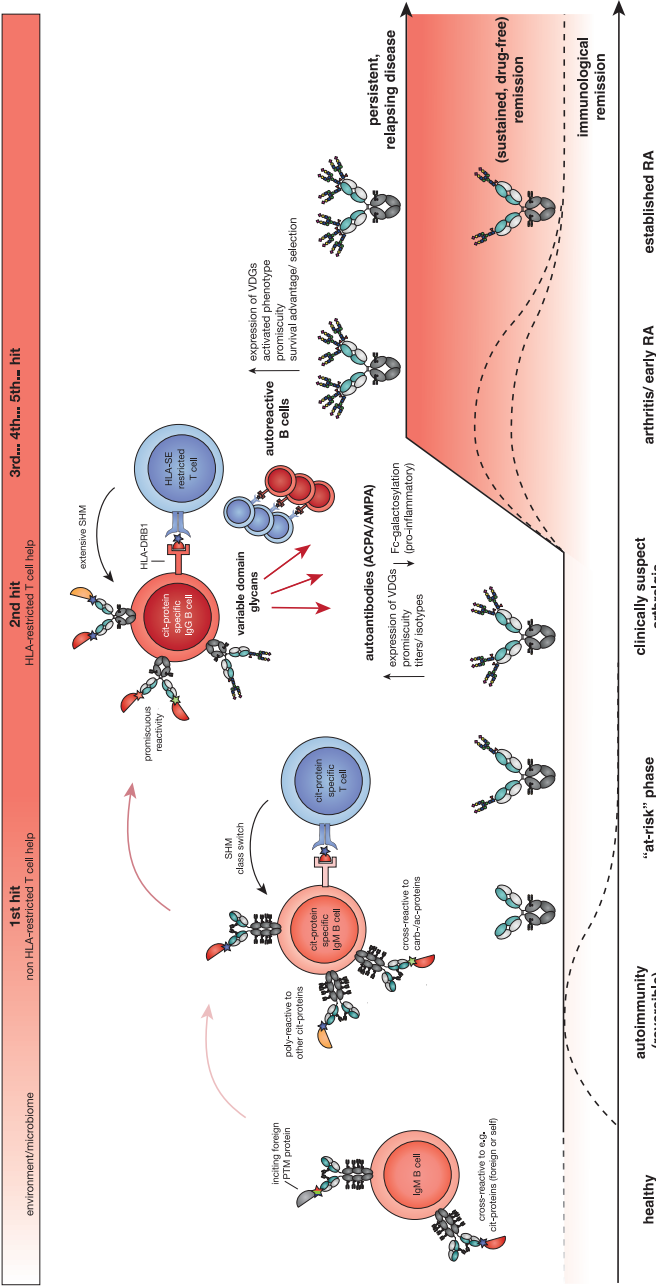 1st hit
2nd hit
3rd... 4th... 5th... hit
environment/microbiome
non HLA-restricted T cell help
HLA-restricted T cell help
inciting foreign
PTM protein
IgM B cell
cross-reactive to e.g.
cit-proteins (foreign or self)
poly-reactive to
other cit-proteins
cit-protein
specific
IgM B cell
cross-reactive to
carb-/ac-proteins
SHM
class switch
cit-protein
specific
T cell
promiscuous
reactivity
cit-protein
specific
IgG B cell
extensive SHM
HLA-DRB1
HLA-SE
restricted
T cell
variable domain
glycans
autoreactive
B cells
expression of VDGs
activated phenotype
promiscuity
survival advantage/ selection
autoantibodies (ACPA/AMPA)
expression of VDGs
promiscuity
titers/ isotypes
Fc-galactosylation
(pro-inflammatory)
persistent,
relapsing disease
(sustained, drug-free)
remission
immunological
remission
healthy
autoimmunity
(reversible)
"at-risk" phase
clinically suspect
arthralgia
arthritis/ early RA
established RA